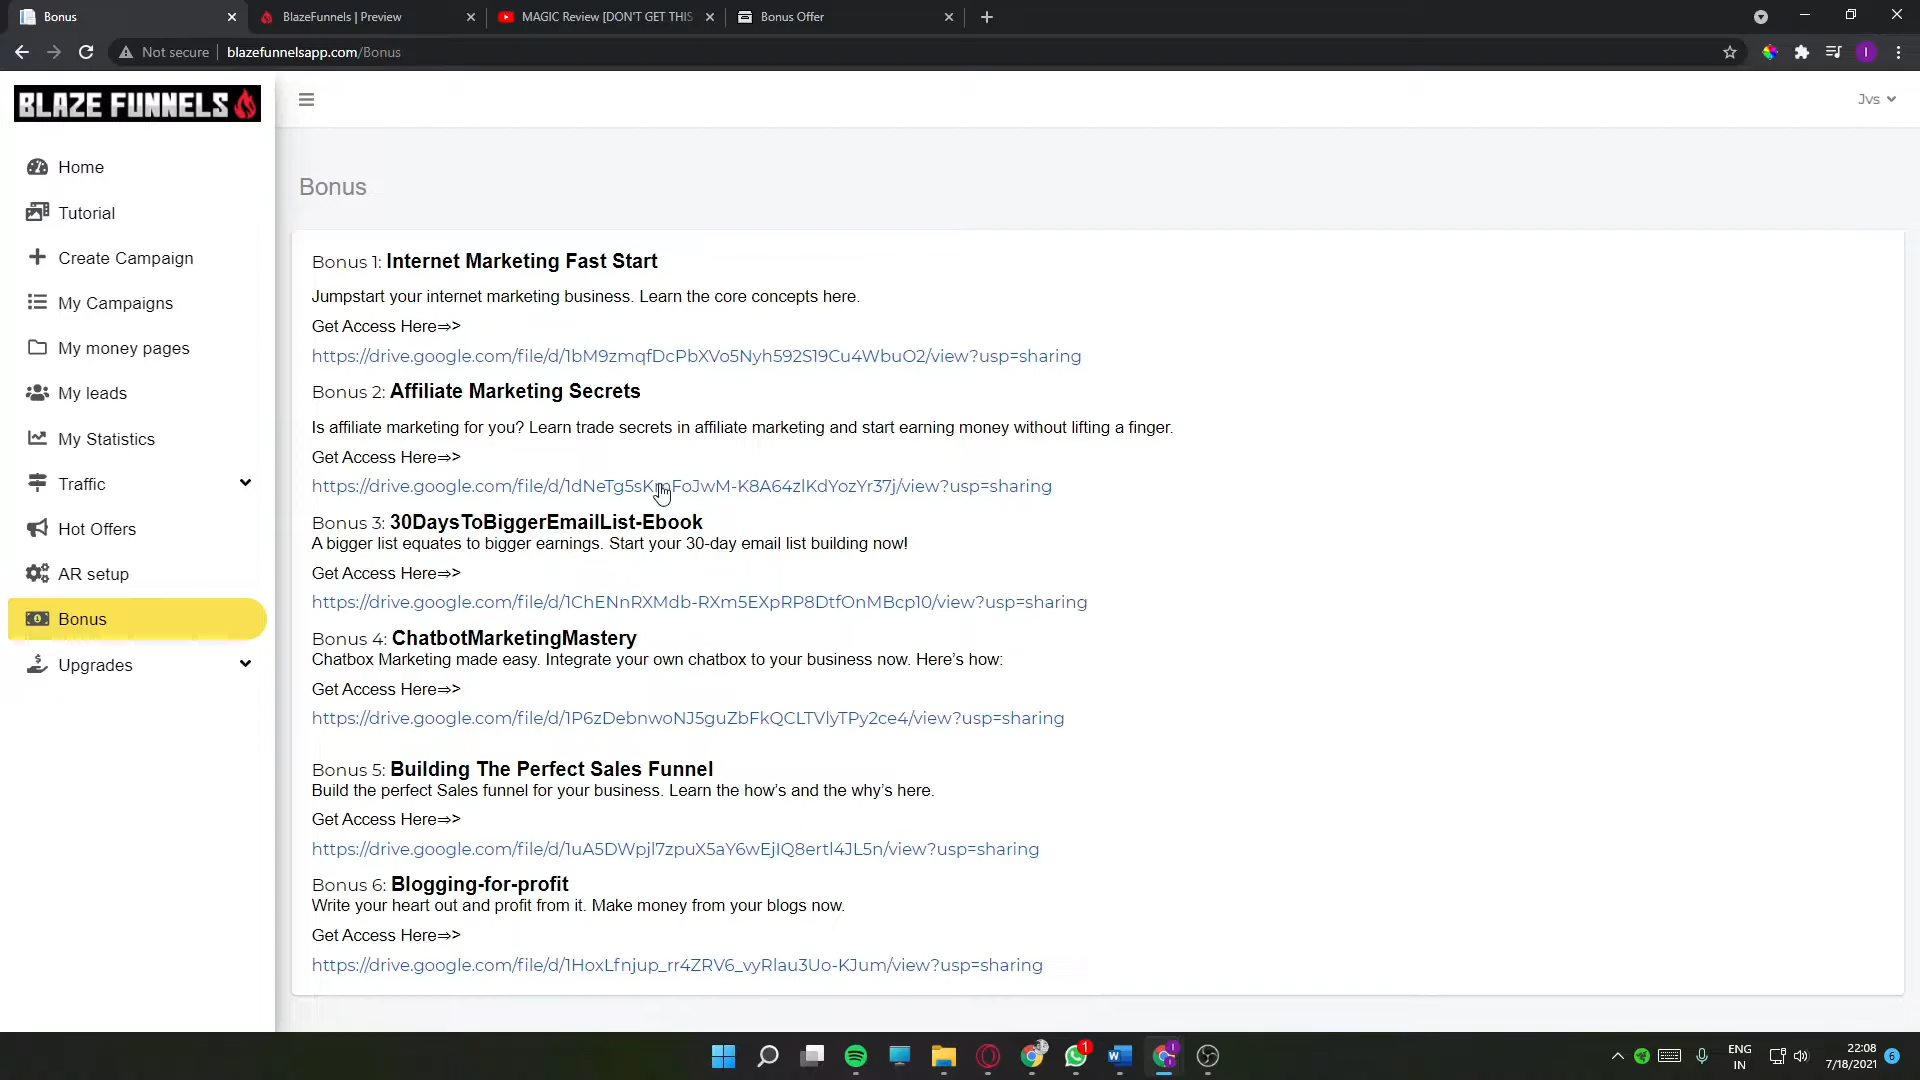 Bonus
BlazeFunnels | Preview
MAGIC Review [DON'T GET THIS
Bonus Offer
Not secure
blazefunnelsapp.com/Bonus
I
BLAZE FUNNELS
Jvs
Home
Tutorial
Create Campaign
My Campaigns
My money pages
My leads
My Statistics
Traffic
Hot Offers
AR setup
Bonus
Upgrades
Bonus
Bonus 1: Internet Marketing Fast Start
Jumpstart your internet marketing business. Learn the core concepts here.
Get Access Here=>
https://drive.google.com/file/d/1bM9zmqfDcPbXVo5Nyh592S19Cu4WbuO2/view?usp=sharing
Bonus 2: Affiliate Marketing Secrets
Is affiliate marketing for you? Learn trade secrets in affiliate marketing and start earning money without lifting a finger.
Get Access Here=>
Bonus 3: 30DaysToBiggerEmailList-Ebook
A bigger list equates to bigger earnings. Start your 30-day email list building now!
Get Access Here=>
https://drive.google.com/file/d/1ChENnRXMdb-RXm5EXpRP8DtfOnMBcp10/view?usp=sharing
Bonus 4: ChatbotMarketingMastery
Chatbox Marketing made easy. Integrate your own chatbox to your business now. Here's how:
Get Access Here=>
https://drive.google.com/file/d/1P6zDebnwoNJ5guZbFkQCLTVlyTPy2ce4/view?usp=sharing
Bonus 5: Building The Perfect Sales Funnel
Build the perfect Sales funnel for your business. Learn the how's and the why's here.
Get Access Here=>
https://drive.google.com/file/d/1uA5DWpjl7zpuX5aY6wEjIQ8ertl4JL5n/view?usp=sharing
Bonus 6: Blogging-for-profit
Write your heart out and profit from it. Make money from your blogs now.
Get Access Here=>
https://drive.google.com/file/d/1HoxLfnjup_rr4ZRV6_vyRlau3Uo-KJum/view?usp=sharing
1
ENG
IN
22:08
7/18/2021
6